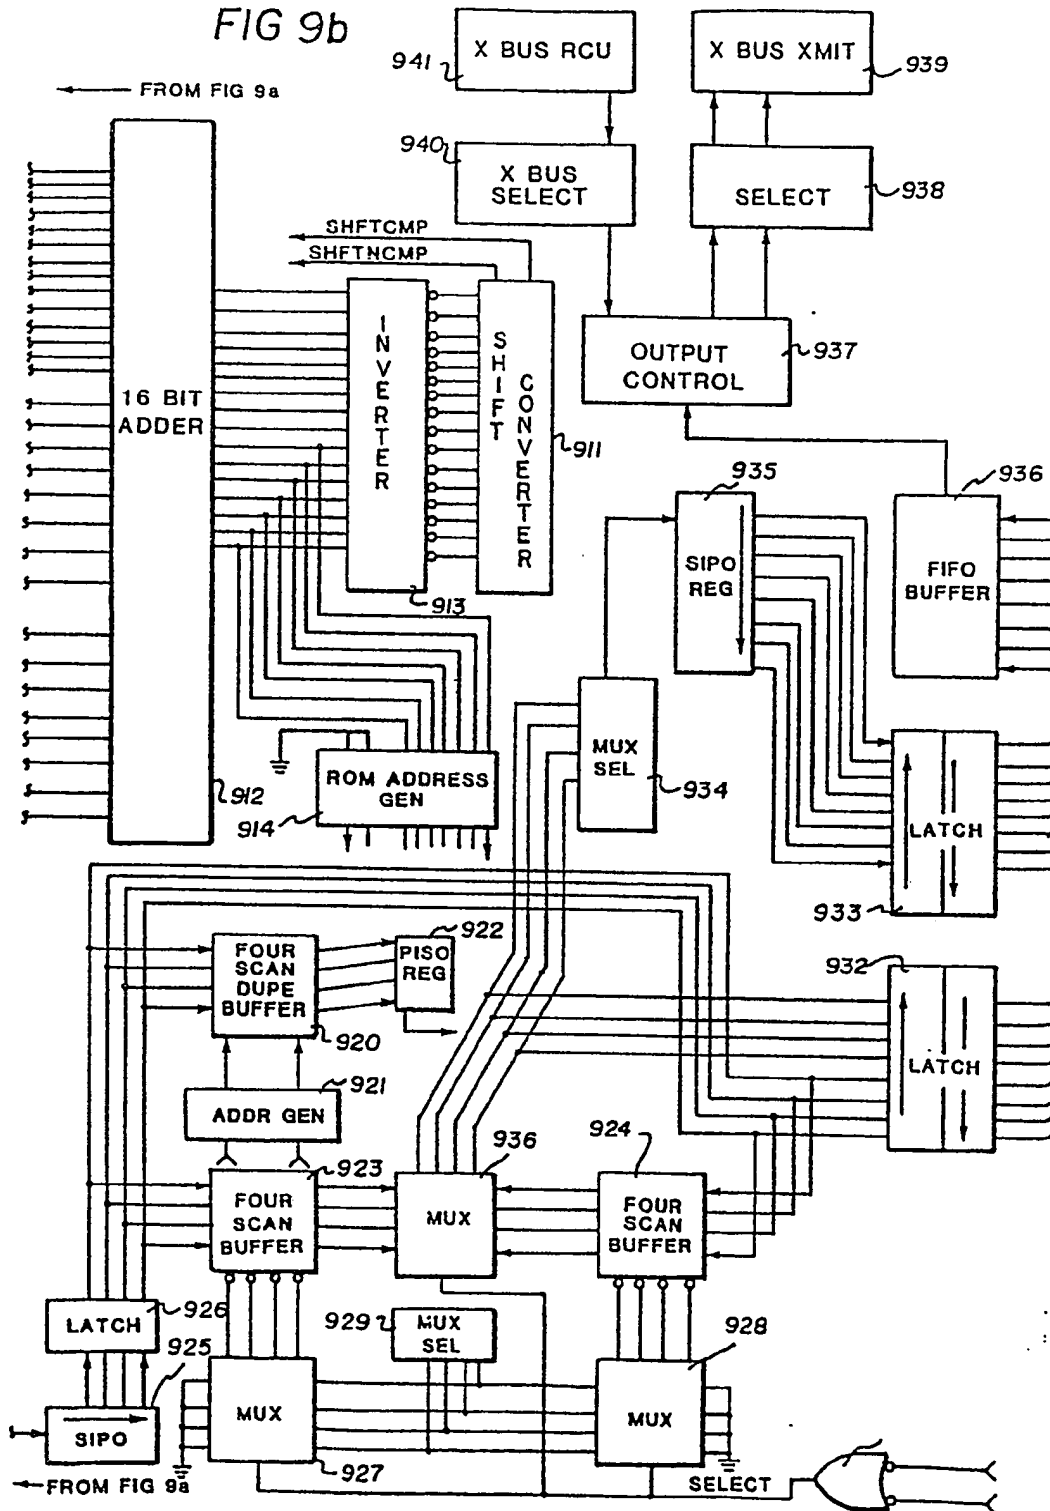 FIG 9b
FROM FIG 9a
X BUS RCU
941
X BUS XMIT
939
940
X BUS
SELECT
SELECT
938
SHFTCMP
SHFTNCMP
16 BIT
ADDER
912
INVERTER
913
SHIFT
CONVERTER
911
OUTPUT
CONTROL
937
935
SIPO
REG
936
FIFO
BUFFER
MUX
SEL
934
ROM ADDRESS
GEN
914
LATCH
933
FOUR
SCAN
DUPE
BUFFER
920
922
PISO
REG
932
LATCH
921
ADDR GEN
923
FOUR
SCAN
BUFFER
936
MUX
924
FOUR
SCAN
BUFFER
926
LATCH
929
MUX
SEL
928
925
SIPO
MUX
927
MUX
SELECT
FROM FIG 9a